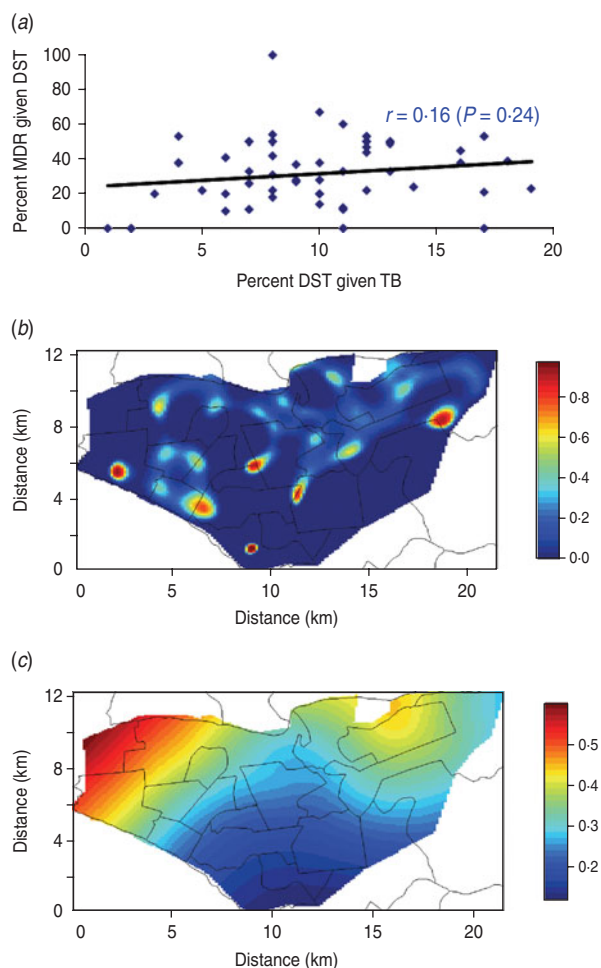 (a)
Percent MDR given DST
100
80
60
40
20
0
r = 0·16 (P = 0·24)
0 5 10 15 20
Percent DST given TB
(b)
Distance (km)
12
8
4
2
0
0 5 10 15 20
Distance (km)
0·8
0·6
0·4
0·2
0·0
(c)
Distance (km)
12
8
4
2
0
0 5 10 15 20
Distance (km)
0·5
0·4
0·3
0·2